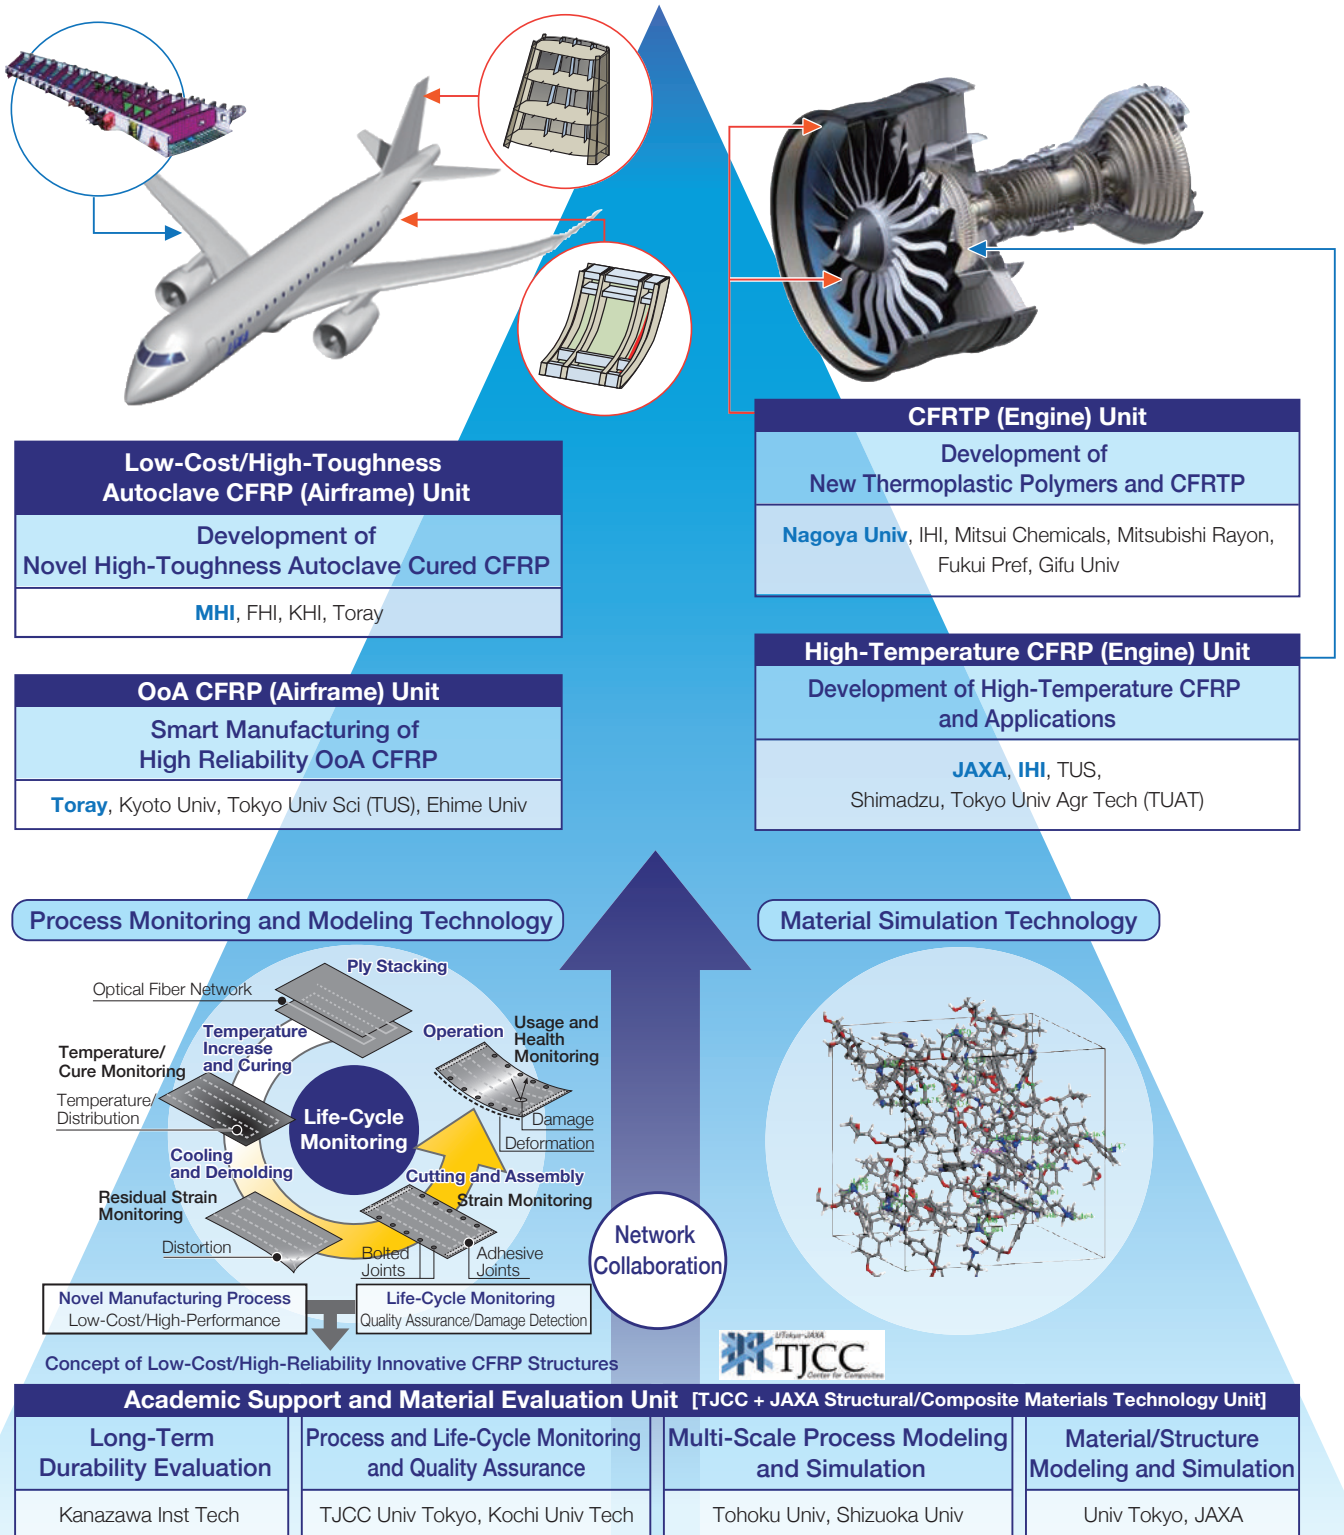 Low-Cost/High-Toughness
Autoclave CFRP (Airframe) Unit
Development of
Novel High-Toughness Autoclave Cured CFRP
MHI, FHI, KHI, Toray
OoA CFRP (Airframe) Unit
Smart Manufacturing of
High Reliability OoA CFRP
Toray, Kyoto Univ, Tokyo Univ Sci (TUS), Ehime Univ
CFRTP (Engine) Unit
Development of
New Thermoplastic Polymers and CFRTP
Nagoya Univ, IHI, Mitsui Chemicals, Mitsubishi Rayon,
Fukui Pref, Gifu Univ
High-Temperature CFRP (Engine) Unit
Development of High-Temperature CFRP
and Applications
JAXA, IHI, TUS,
Shimadzu, Tokyo Univ Agr Tech (TUAT)
Process Monitoring and Modeling Technology
Ply Stacking
Optical Fiber Network
Temperature
Increase
and Curing
Operation
Usage and
Health
Monitoring
Temperature/
Cure Monitoring
Temperature/
Distribution
Life-Cycle
Monitoring
Damage
Deformation
Cooling
and Demolding
Cutting and Assembly
Strain Monitoring
Residual Strain
Monitoring
Distortion
Bolted
Joints
Adhesive
Joints
Novel Manufacturing Process
Low-Cost/High-Performance
Life-Cycle Monitoring
Quality Assurance/Damage Detection
Concept of Low-Cost/High-Reliability Innovative CFRP Structures
Network
Collaboration
Material Simulation Technology
UTokyo-JAXA
TJCC
Center for Composites
Academic Support and Material Evaluation Unit [TJCC + JAXA Structural/Composite Materials Technology Unit]
Long-Term
Durability Evaluation
Kanazawa Inst Tech
Process and Life-Cycle Monitoring
and Quality Assurance
TJCC Univ Tokyo, Kochi Univ Tech
Multi-Scale Process Modeling
and Simulation
Tohoku Univ, Shizuoka Univ
Material/Structure
Modeling and Simulation
Univ Tokyo, JAXA
JAXA